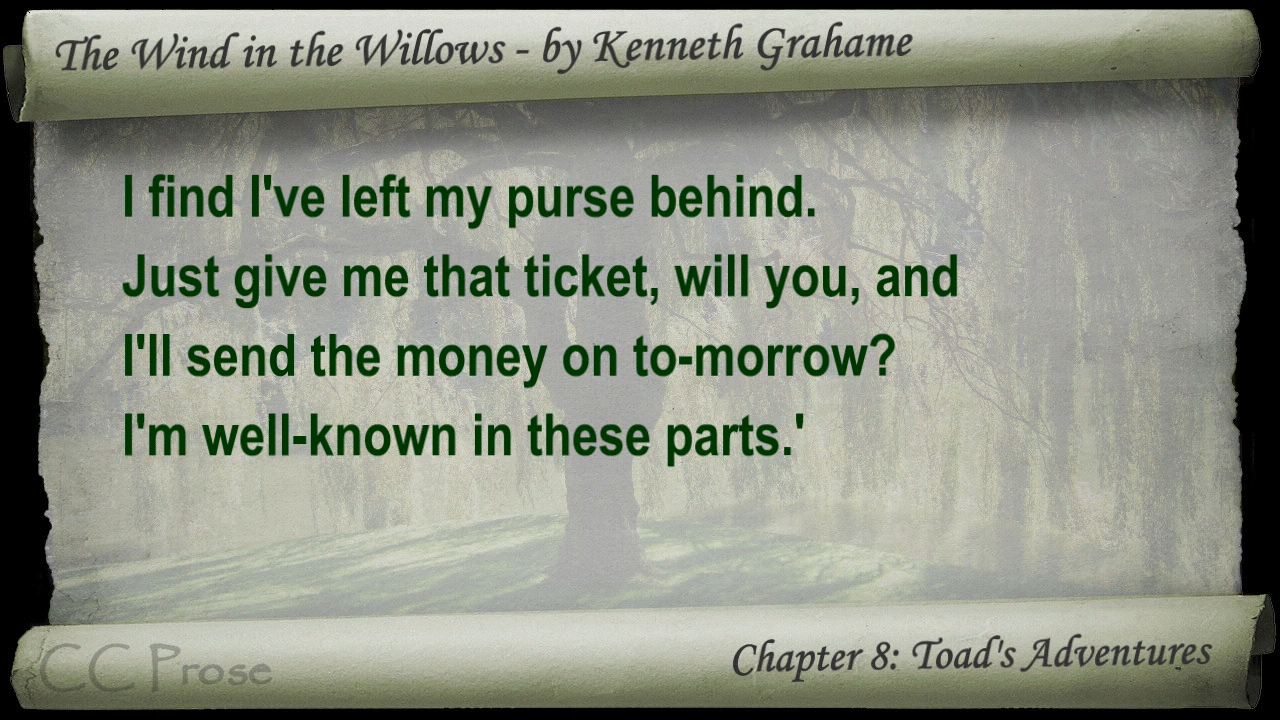 The Wind in the Willows - by Kenneth Grahame
I find I've left my purse behind.
Just give me that ticket, will you, and
I'll send the money on to-morrow?
I'm well-known in these parts.'
CC Prose
Chapter 8: Toad's Adventures